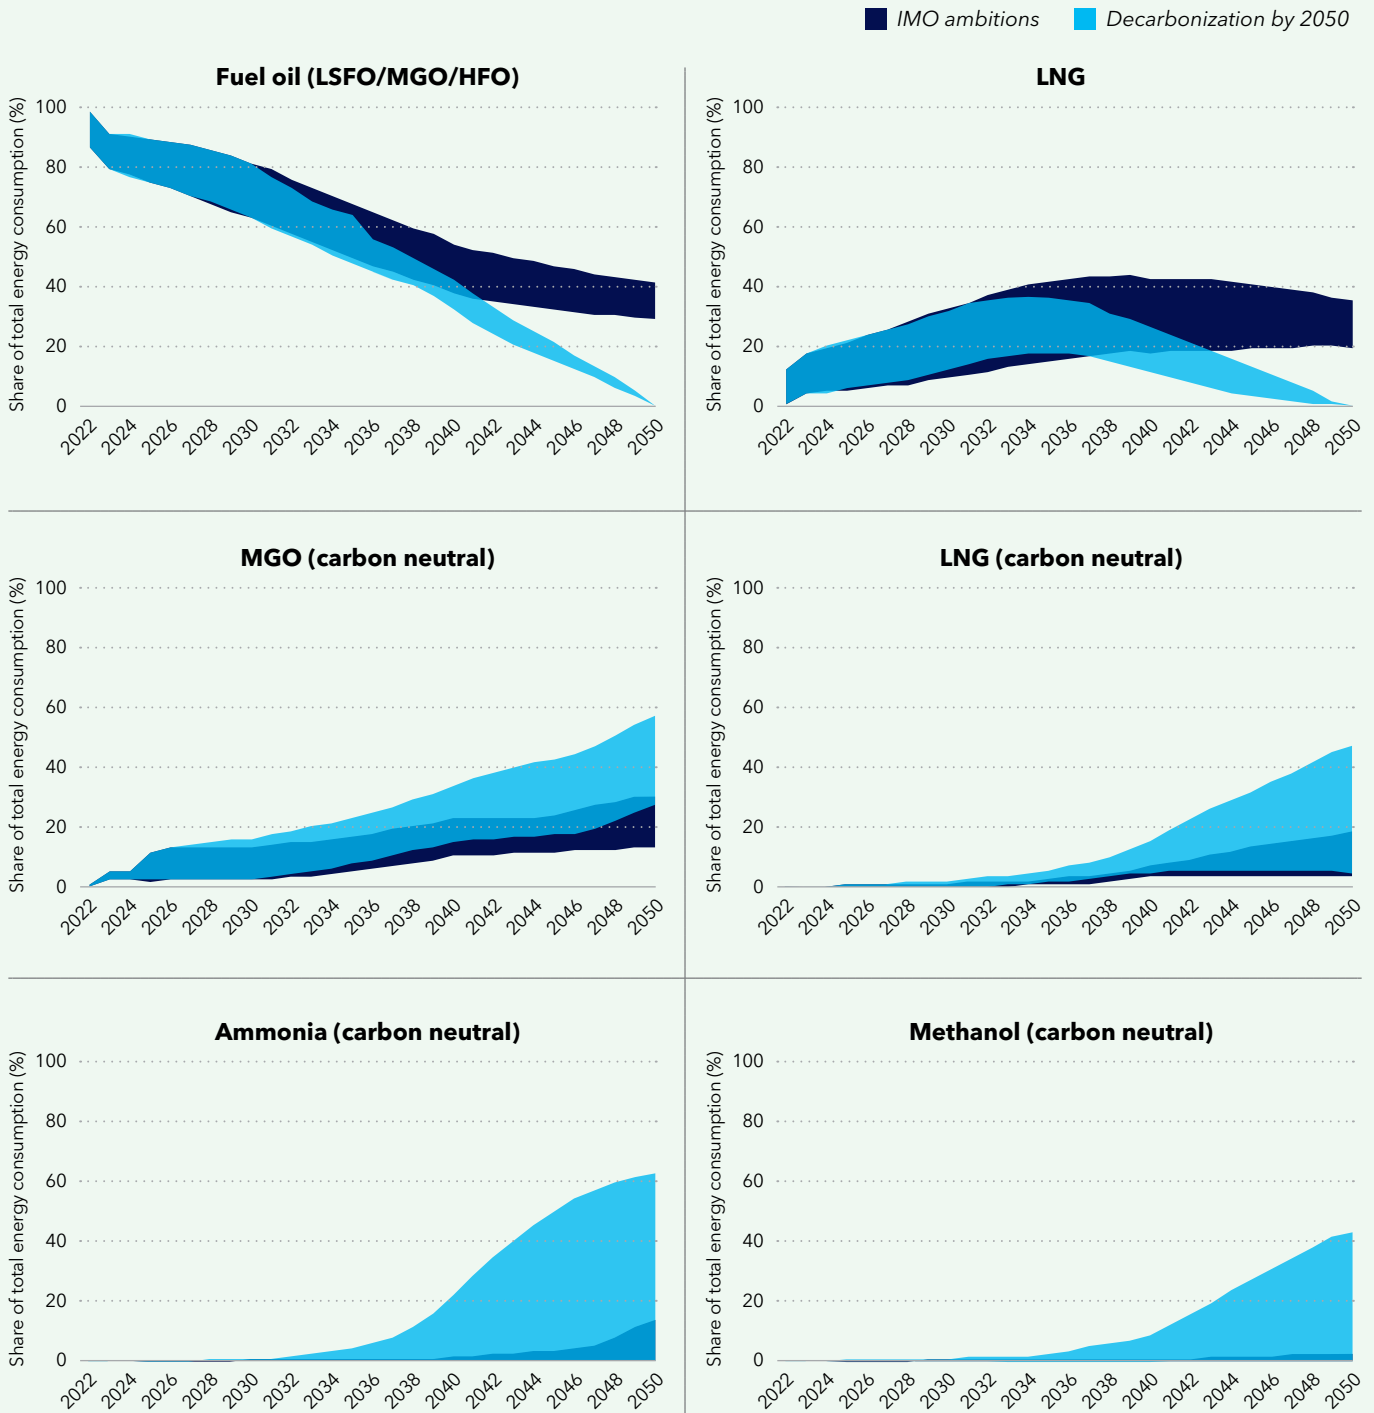 IMO ambitions Decarbonization by 2050
Fuel oil (LSFO/MGO/HFO)
Share of total energy consumption (%)
100
80
60
40
20
0
2022 2024 2026 2028 2030 2032 2034 2036 2038 2040 2042 2044 2046 2048 2050
LNG
Share of total energy consumption (%)
100
80
60
40
20
0
2022 2024 2026 2028 2030 2032 2034 2036 2038 2040 2042 2044 2046 2048 2050
MGO (carbon neutral)
Share of total energy consumption (%)
100
80
60
40
20
0
2022 2024 2026 2028 2030 2032 2034 2036 2038 2040 2042 2044 2046 2048 2050
LNG (carbon neutral)
Share of total energy consumption (%)
100
80
60
40
20
0
2022 2024 2026 2028 2030 2032 2034 2036 2038 2040 2042 2044 2046 2048 2050
Ammonia (carbon neutral)
Share of total energy consumption (%)
100
80
60
40
20
0
2022 2024 2026 2028 2030 2032 2034 2036 2038 2040 2042 2044 2046 2048 2050
Methanol (carbon neutral)
Share of total energy consumption (%)
100
80
60
40
20
0
2022 2024 2026 2028 2030 2032 2034 2036 2038 2040 2042 2044 2046 2048 2050